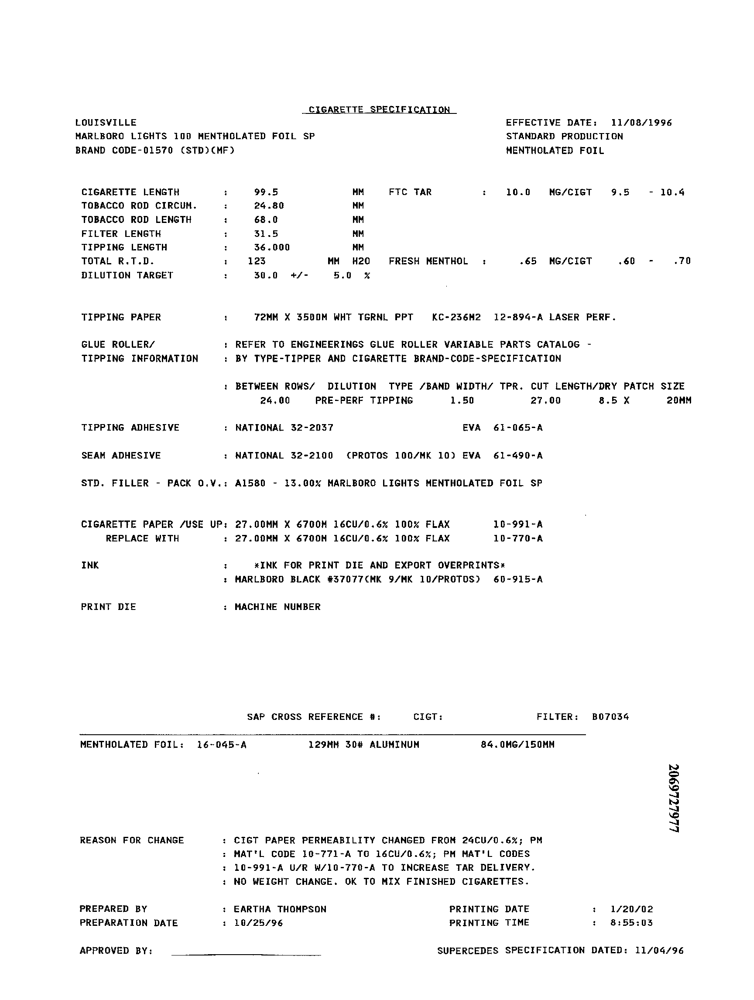 CIGARETTE SPECIFICATION
LOUISVILLE EFFECTIVE DATE: 11/08/1996
MARLBORO LIGHTS 100 MENTHOLATED FOIL SP STANDARD PRODUCTION
BRAND CODE-01570 (STD)(MF) MENTHOLATED FOIL
CIGARETTE LENGTH : 99.5 MM FTC TAR : 10.0 MG/CIGT 9.5 - 10.4
TOBACCO ROD CIRCUM. : 24.80 MM
TOBACCO ROD LENGTH : 68.0 MM
FILTER LENGTH : 31.5 MM
TIPPING LENGTH : 36.000 MM
TOTAL R.T.D. : 123 MM H2O FRESH MENTHOL : .65 MG/CIGT .60 - .70
DILUTION TARGET : 30.0 +/- 5.0 %
TIPPING PAPER : 72MM X 3500M WHT TGRNL PPT KC-236M2 12-894-A LASER PERF.
GLUE ROLLER/ : REFER TO ENGINEERINGS GLUE ROLLER VARIABLE PARTS CATALOG -
TIPPING INFORMATION : BY TYPE-TIPPER AND CIGARETTE BRAND-CODE-SPECIFICATION
: BETWEEN ROWS/ DILUTION TYPE /BAND WIDTH/ TPR. CUT LENGTH/DRY PATCH SIZE
24.00 PRE-PERF TIPPING 1.50 27.00 8.5 X 20MM
TIPPING ADHESIVE : NATIONAL 32-2037 EVA 61-065-A
SEAM ADHESIVE : NATIONAL 32-2100 (PROTOS 100/MK 10) EVA 61-490-A
STD. FILLER - PACK O.V.: A1580 - 13.00% MARLBORO LIGHTS MENTHOLATED FOIL SP
CIGARETTE PAPER /USE UP: 27.00MM X 6700M 16CU/0.6% 100% FLAX 10-991-A
REPLACE WITH : 27.00MM X 6700M 16CU/0.6% 100% FLAX 10-770-A
INK : *INK FOR PRINT DIE AND EXPORT OVERPRINTS*
: MARLBORO BLACK #37077(MK 9/MK 10/PROTOS) 60-915-A
PRINT DIE : MACHINE NUMBER
SAP CROSS REFERENCE #: CIGT: FILTER: B07034
MENTHOLATED FOIL: 16-045-A 129MM 30# ALUMINUM 84.0MG/150MM
2069727977
REASON FOR CHANGE : CIGT PAPER PERMEABILITY CHANGED FROM 24CU/0.6%; PM
: MAT'L CODE 10-771-A TO 16CU/0.6%; PM MAT'L CODES
: 10-991-A U/R W/10-770-A TO INCREASE TAR DELIVERY.
: NO WEIGHT CHANGE. OK TO MIX FINISHED CIGARETTES.
PREPARED BY : EARTHA THOMPSON PRINTING DATE : 1/20/02
PREPARATION DATE : 10/25/96 PRINTING TIME : 8:55:03
APPROVED BY: SUPERCEDES SPECIFICATION DATED: 11/04/96